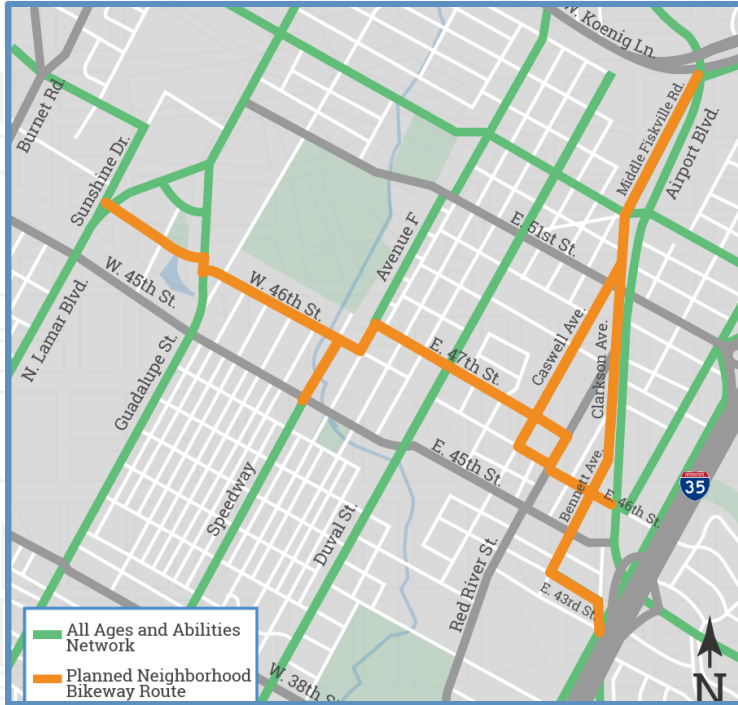 W. Koenig Ln.
Burnet Rd.
Middle Fiskville Rd.
Airport Blvd.
Sunshine Dr.
Avenue F
E. 51st St.
W. 45th St.
W. 46th St.
N. Lamar Blvd.
Guadalupe St.
E. 47th St.
Caswell Ave.
Clarkson Ave.
E. 45th St.
Bennett Ave.
E. 46th St.
INTERSTATE
35
Speedway
Duval St.
Red River St.
E. 43rd St.
All Ages and Abilities
Network
Planned Neighborhood
Bikeway Route
W. 38th St.
N